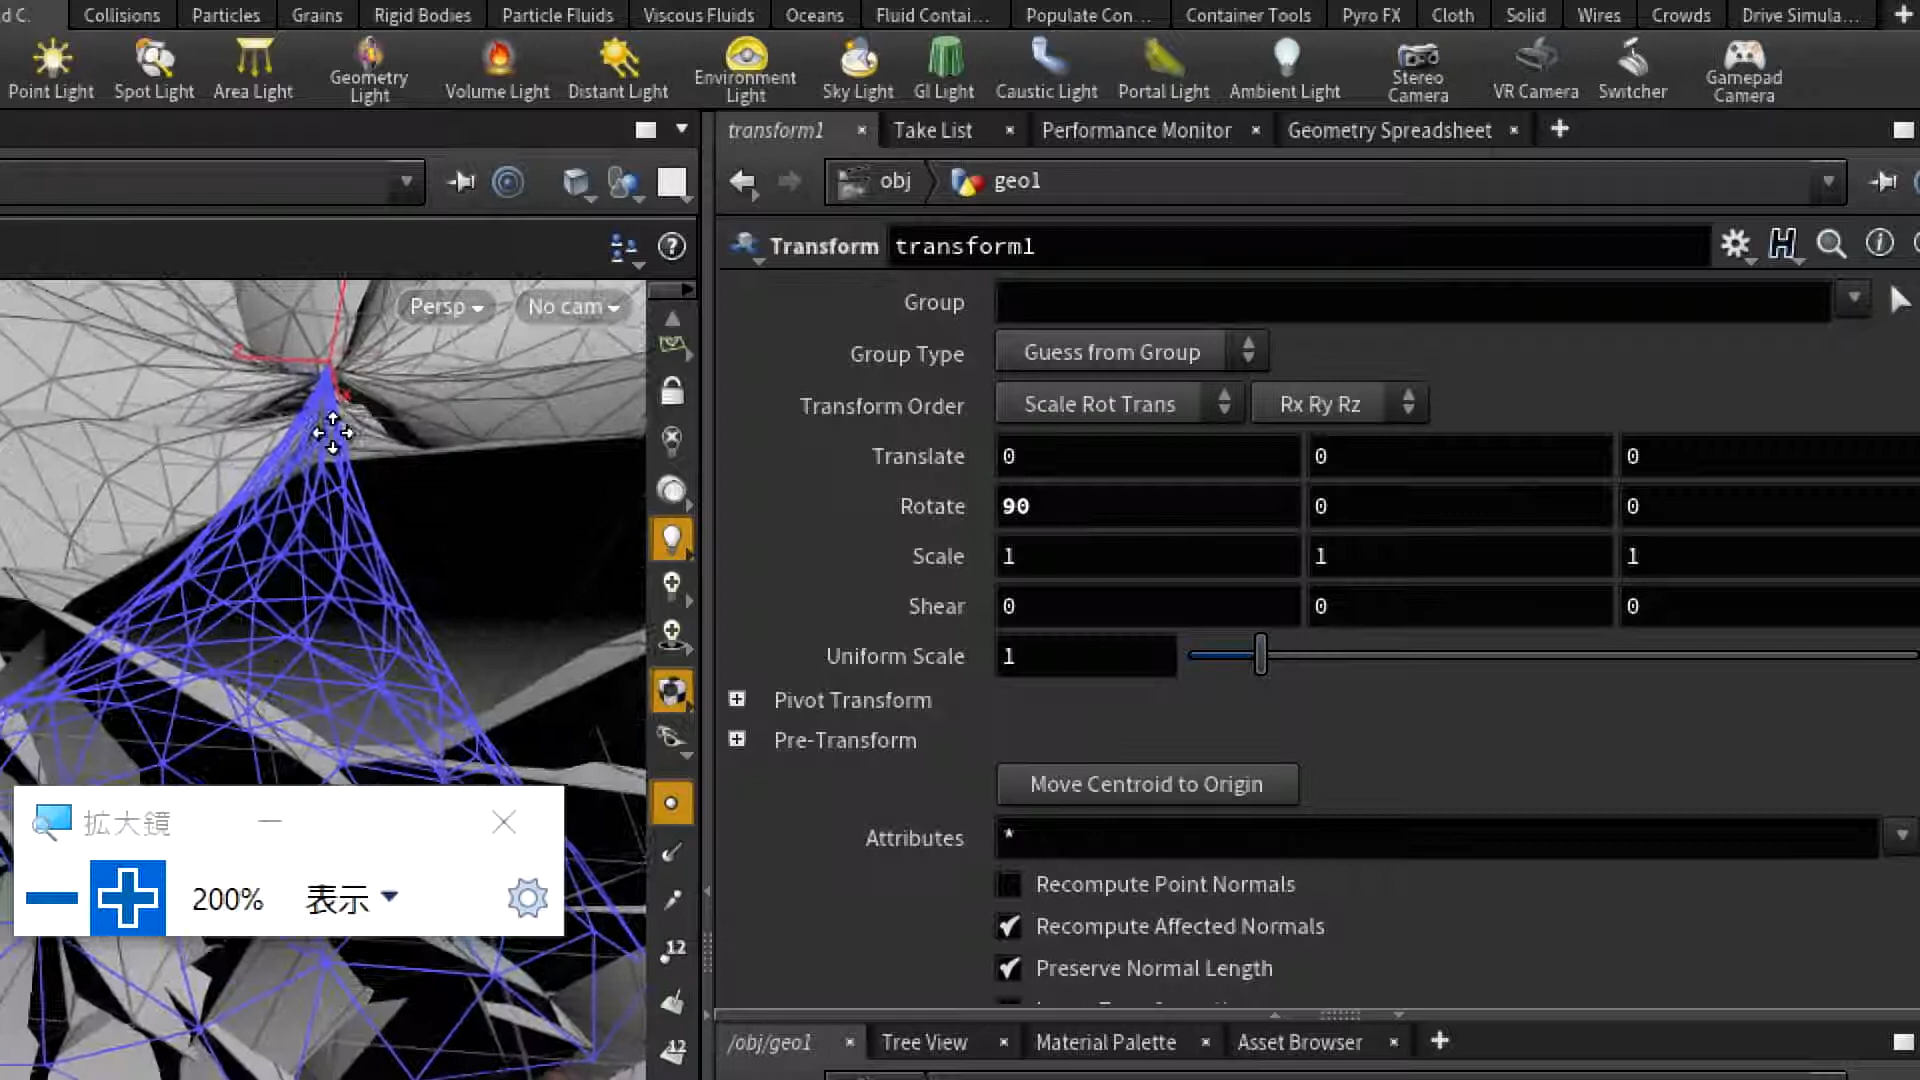 d C. Collisions Particles Grains Rigid Bodies Particle Fluids Viscous Fluids Oceans Fluid Contai... Populate Con... Container Tools Pyro FX Cloth Solid Wires Crowds Drive Simula...
Point Light Spot Light Area Light Geometry Light Volume Light Distant Light Environment Light Sky Light GI Light Caustic Light Portal Light Ambient Light Stereo Camera VR Camera Switcher Gamepad Camera
transform1 Take List Performance Monitor Geometry Spreadsheet
obj geo1
Transform transform1
Persp No cam
Group
Group Type Guess from Group
Transform Order Scale Rot Trans Rx Ry Rz
Translate 0 0 0
Rotate 90 0 0
Scale 1 1 1
Shear 0 0 0
Uniform Scale 1
Pivot Transform
Pre-Transform
Move Centroid to Origin
Attributes *
Recompute Point Normals
Recompute Affected Normals
Preserve Normal Length
拡大鏡
200% 表示
12
12
/obj/geo1 Tree View Material Palette Asset Browser